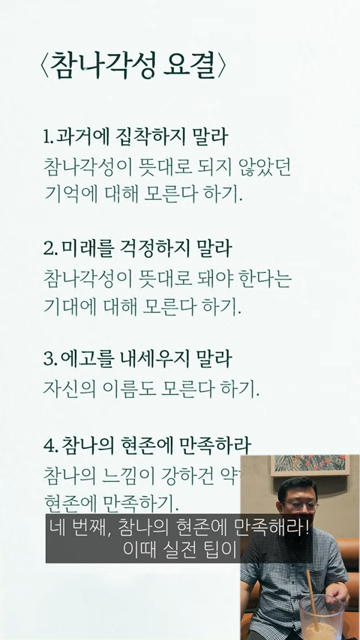 〈참나각성 요결〉
1. 과거에 집착하지 말라
참나각성이 뜻대로 되지 않았던
기억에 대해 모른다 하기.
2. 미래를 걱정하지 말라
참나각성이 뜻대로 돼야 한다는
기대에 대해 모른다 하기.
3. 에고를 내세우지 말라
자신의 이름도 모른다 하기.
4. 참나의 현존에 만족하라
참나의 느낌이 강하건
현존에 만족하기.
네 번째, 참나의 현존에 만족해라!
이때 실전 팁이